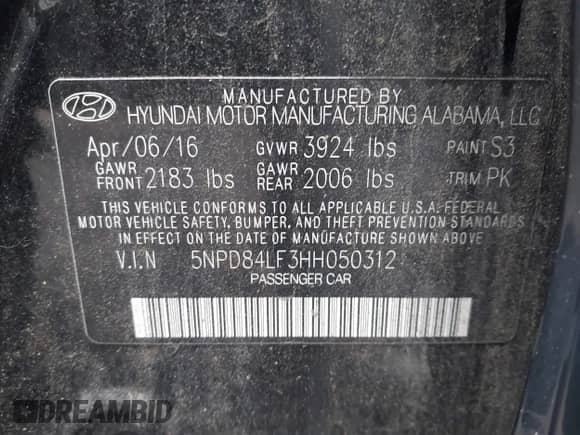 MANUFACTURED BY
HYUNDAI MOTOR MANUFACTURING ALABAMA, LLC
Apr/06/16 GVWR 3924 lbs PAINT S3
GAWR FRONT 2183 lbs GAWR REAR 2006 lbs TRIM PK
THIS VEHICLE CONFORMS TO ALL APPLICABLE U.S.A. FEDERAL
MOTOR VEHICLE SAFETY, BUMPER, AND THEFT PREVENTION STANDARDS
IN EFFECT ON THE DATE OF MANUFACTURE SHOWN ABOVE
V.I.N 5NPD84LF3HH050312
PASSENGER CAR
DREAMBID